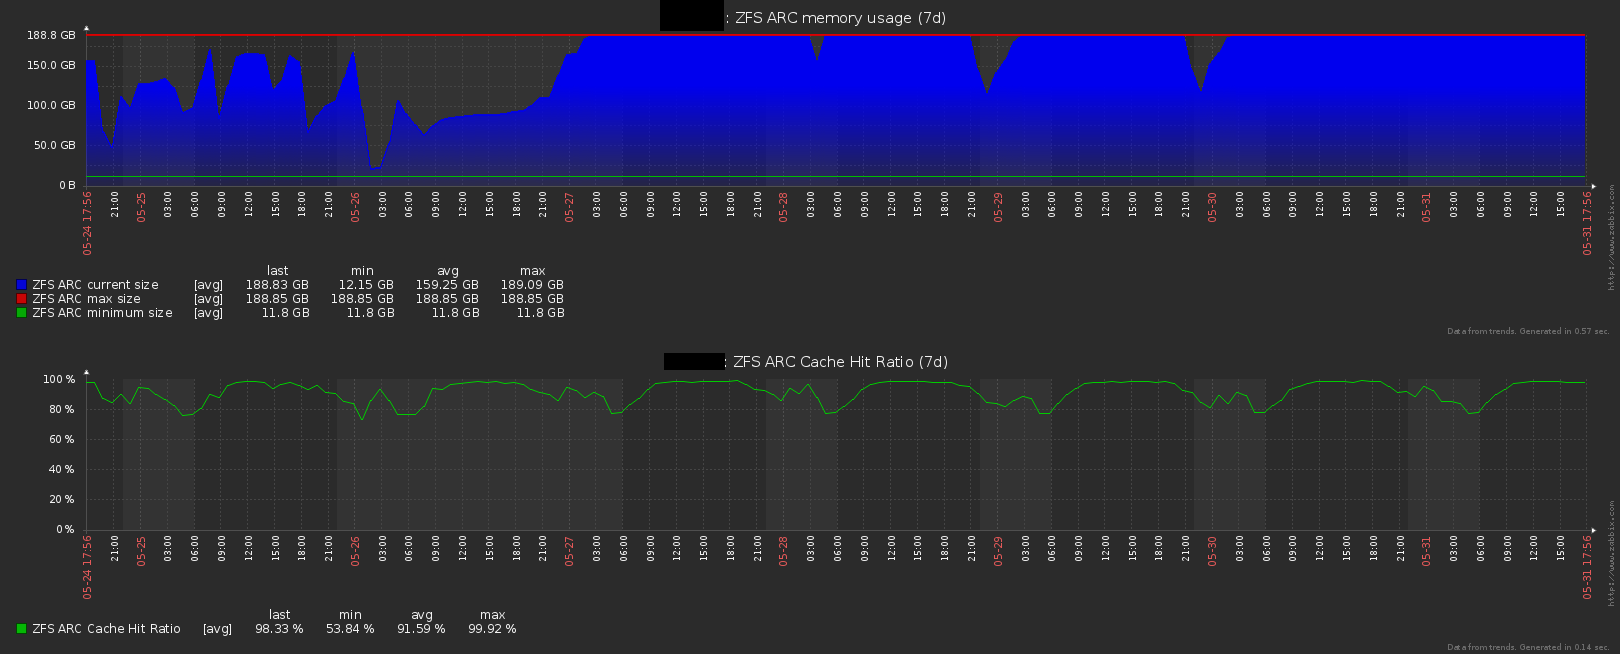 : ZFS ARC memory usage (7d)
188.8 GB
150.0 GB
100.0 GB
50.0 GB
0 B
05-24 17:56 21:00 05-25 03:00 06:00 09:00 12:00 15:00 18:00 21:00 05-26 03:00 06:00 09:00 12:00 15:00 18:00 21:00 05-27 03:00 06:00 09:00 12:00 15:00 18:00 21:00 05-28 03:00 06:00 09:00 12:00 15:00 18:00 21:00 05-29 03:00 06:00 09:00 12:00 15:00 18:00 21:00 05-30 03:00 06:00 09:00 12:00 15:00 18:00 21:00 05-31 03:00 06:00 09:00 12:00 15:00 05-31 17:56
http://www.zabbix.com
last min avg max
ZFS ARC current size [avg] 188.83 GB 12.15 GB 159.25 GB 189.09 GB
ZFS ARC max size [avg] 188.85 GB 188.85 GB 188.85 GB 188.85 GB
ZFS ARC minimum size [avg] 11.8 GB 11.8 GB 11.8 GB 11.8 GB
Data from trends. Generated in 0.57 sec.
: ZFS ARC Cache Hit Ratio (7d)
100 %
80 %
60 %
40 %
20 %
0 %
05-24 17:56 21:00 05-25 03:00 06:00 09:00 12:00 15:00 18:00 21:00 05-26 03:00 06:00 09:00 12:00 15:00 18:00 21:00 05-27 03:00 06:00 09:00 12:00 15:00 18:00 21:00 05-28 03:00 06:00 09:00 12:00 15:00 18:00 21:00 05-29 03:00 06:00 09:00 12:00 15:00 18:00 21:00 05-30 03:00 06:00 09:00 12:00 15:00 18:00 21:00 05-31 03:00 06:00 09:00 12:00 15:00 05-31 17:56
http://www.zabbix.com
last min avg max
ZFS ARC Cache Hit Ratio [avg] 98.33 % 53.84 % 91.59 % 99.92 %
Data from trends. Generated in 0.14 sec.